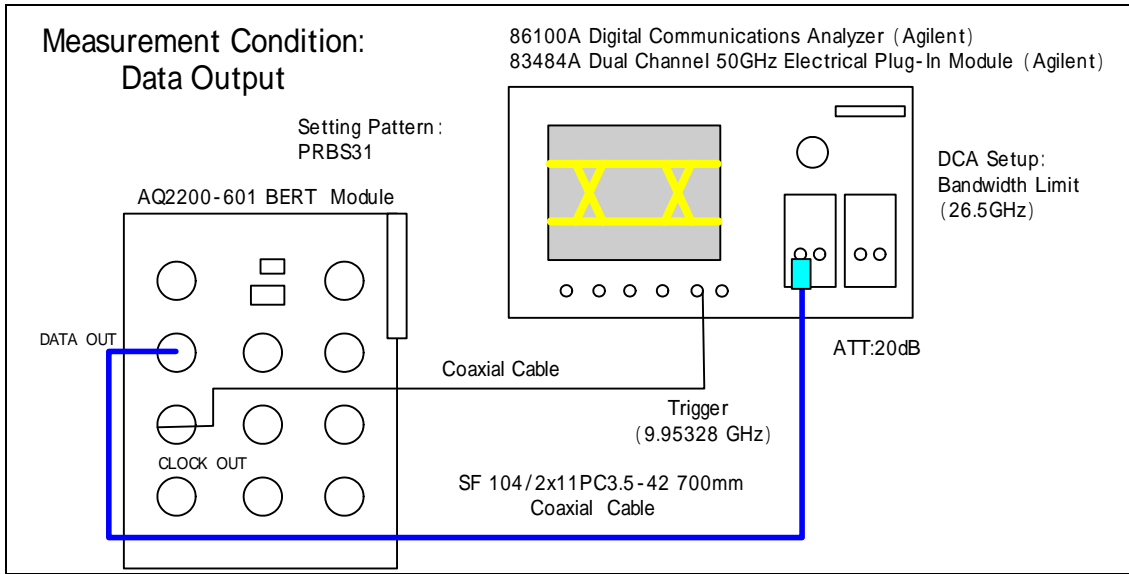 Measurement Condition:
Data Output
86100A Digital Communications Analyzer (Agilent)
83484A Dual Channel 50GHz Electrical Plug-In Module (Agilent)
Setting Pattern:
PRBS31
AQ2200-601 BERT Module
DCA Setup:
Bandwidth Limit
(26.5GHz)
DATA OUT
ATT:20dB
Coaxial Cable
Trigger
(9.95328 GHz)
CLOCK OUT
SF 104/2x11PC3.5-42 700mm
Coaxial Cable